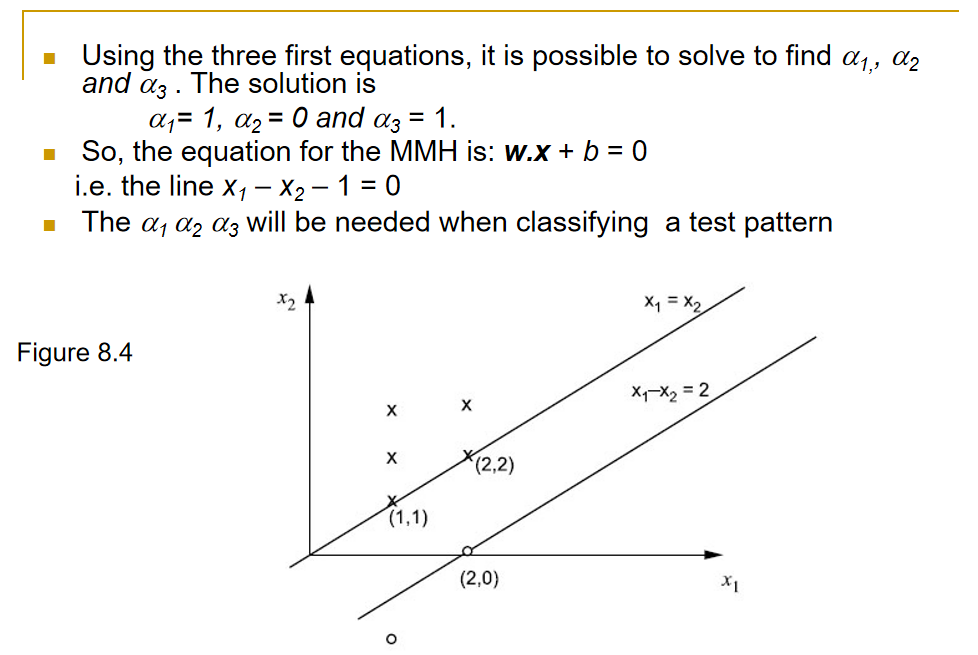 Using the three first equations, it is possible to solve to find α₁,, α₂
and α₃ . The solution is
α₁= 1, α₂ = 0 and α₃ = 1.
So, the equation for the MMH is: w.x + b = 0
i.e. the line x₁ – x₂ – 1 = 0
The α₁ α₂ α₃ will be needed when classifying a test pattern
x₂
x₁ = x₂
Figure 8.4
x₁–x₂ = 2
x
x
x
x
(2,2)
x
(1,1)
(2,0)
x₁